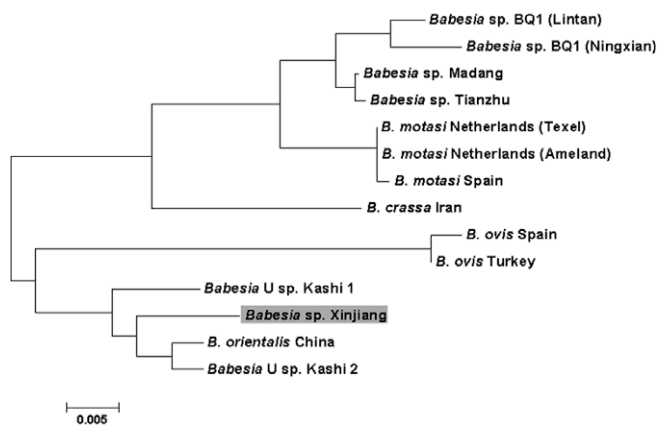 Babesia sp. BQ1 (Lintan)
Babesia sp. BQ1 (Ningxian)
Babesia sp. Madang
Babesia sp. Tianzhu
B. motasi Netherlands (Texel)
B. motasi Netherlands (Ameland)
B. motasi Spain
B. crassa Iran
B. ovis Spain
B. ovis Turkey
Babesia U sp. Kashi 1
Babesia sp. Xinjiang
B. orientalis China
Babesia U sp. Kashi 2
0.005